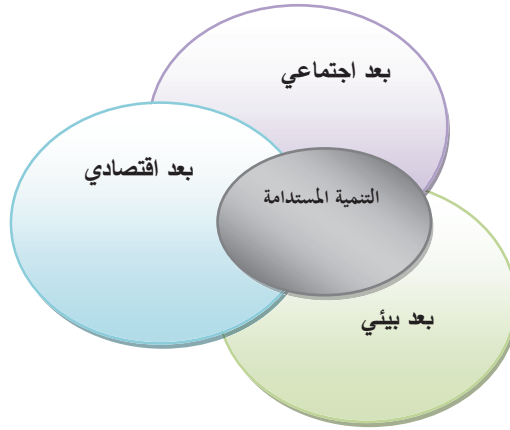 بعد اجتماعي
بعد اقتصادي
التنمية المستدامة
بعد بيئي